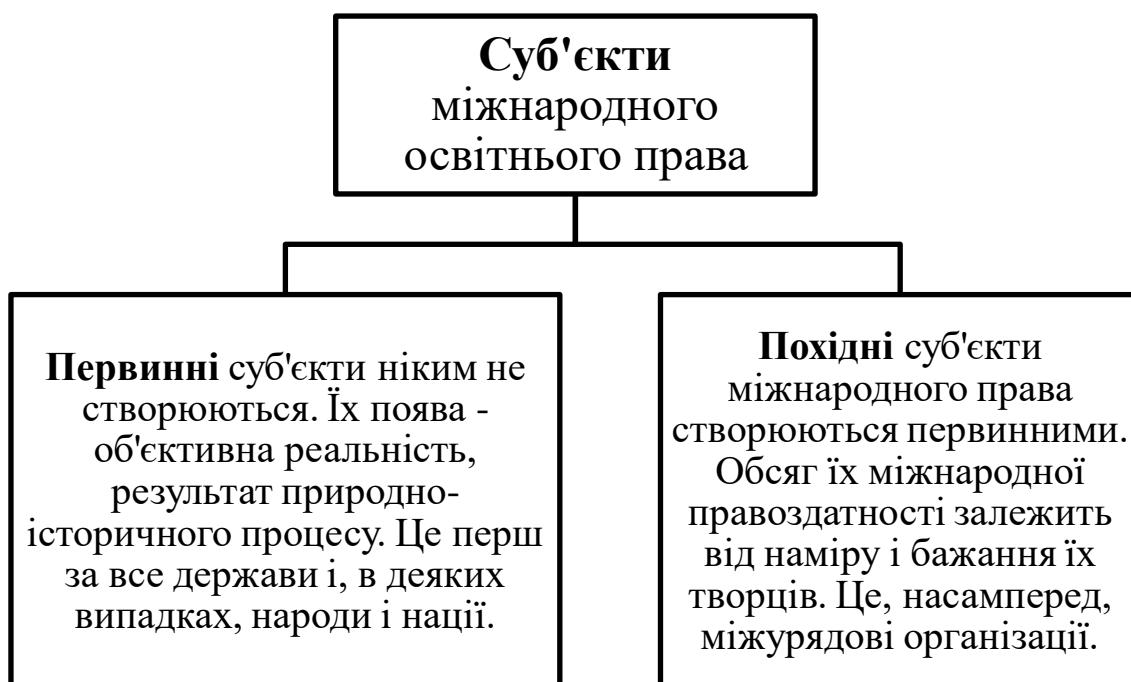 Суб'єкти
міжнародного
освітнього права
Первинні суб'єкти ніким не
створюються. Їх поява -
об'єктивна реальність,
результат природно-
історичного процесу. Це перш
за все держави і, в деяких
випадках, народи і нації.
Похідні суб'єкти
міжнародного права
створюються первинними.
Обсяг їх міжнародної
правоздатності залежить
від наміру і бажання їх
творців. Це, насамперед,
міжурядові організації.